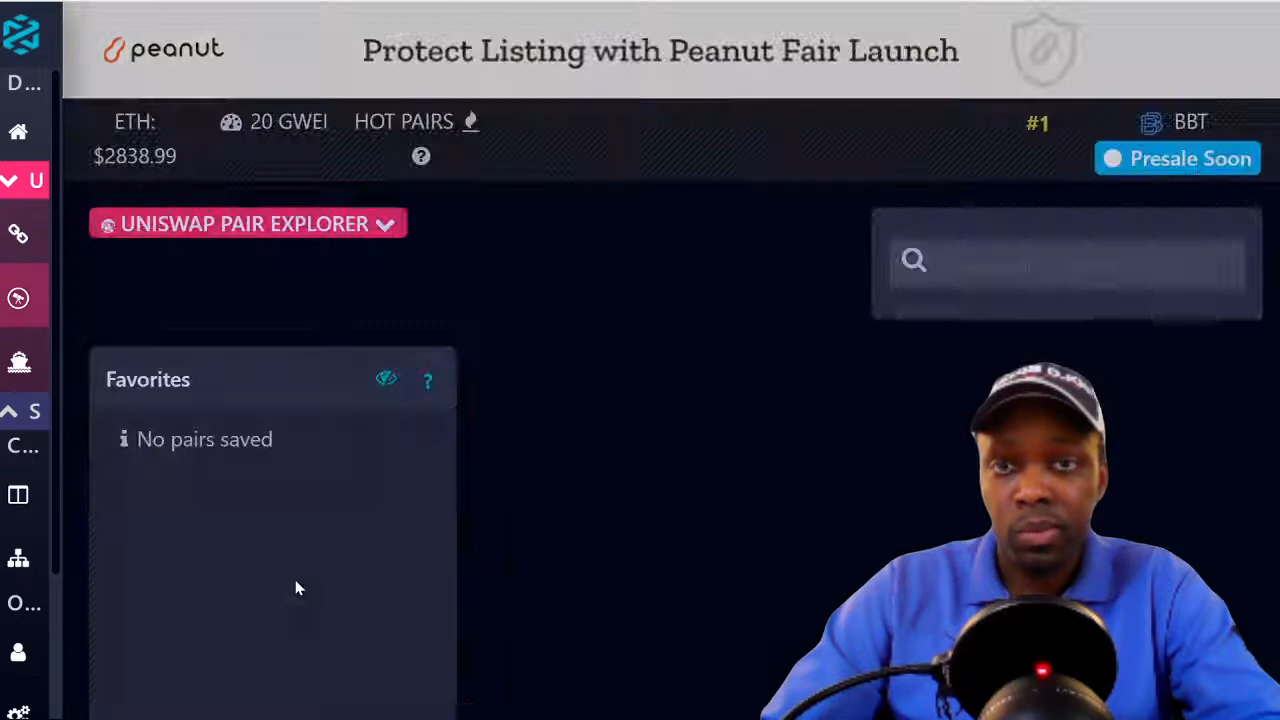 peanut
Protect Listing with Peanut Fair Launch
D...
ETH:
$2838.99
20 GWEI
HOT PAIRS
#1
BBT
Presale Soon
U
UNISWAP PAIR EXPLORER
Favorites
?
No pairs saved
S
C...
O...